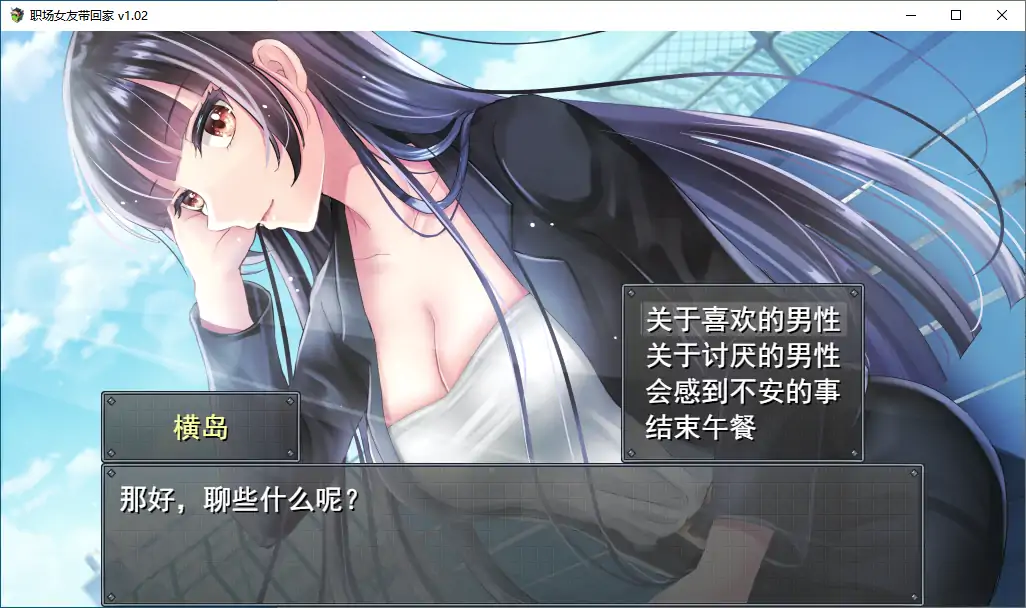 职场女友带回家 v1.02
关于喜欢的男性
关于讨厌的男性
会感到不安的事
结束午餐
横岛
那好，聊些什么呢？